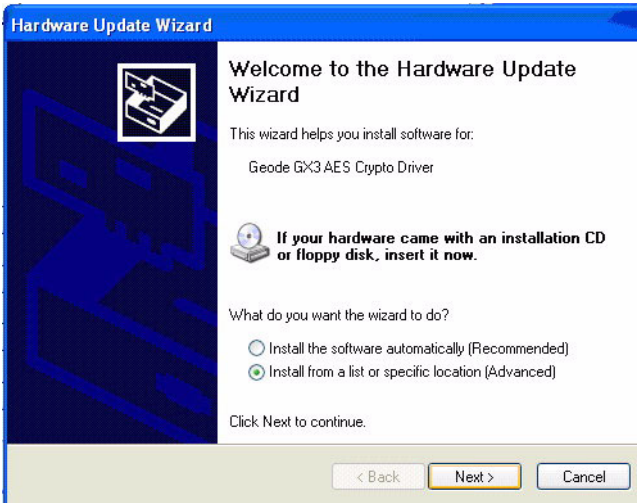 Hardware Update Wizard
Welcome to the Hardware Update
Wizard
This wizard helps you install software for:
Geode GX3 AES Crypto Driver
If your hardware came with an installation CD
or floppy disk, insert it now.
What do you want the wizard to do?
Install the software automatically (Recommended)
Install from a list or specific location (Advanced)
Click Next to continue.
< Back
Next >
Cancel